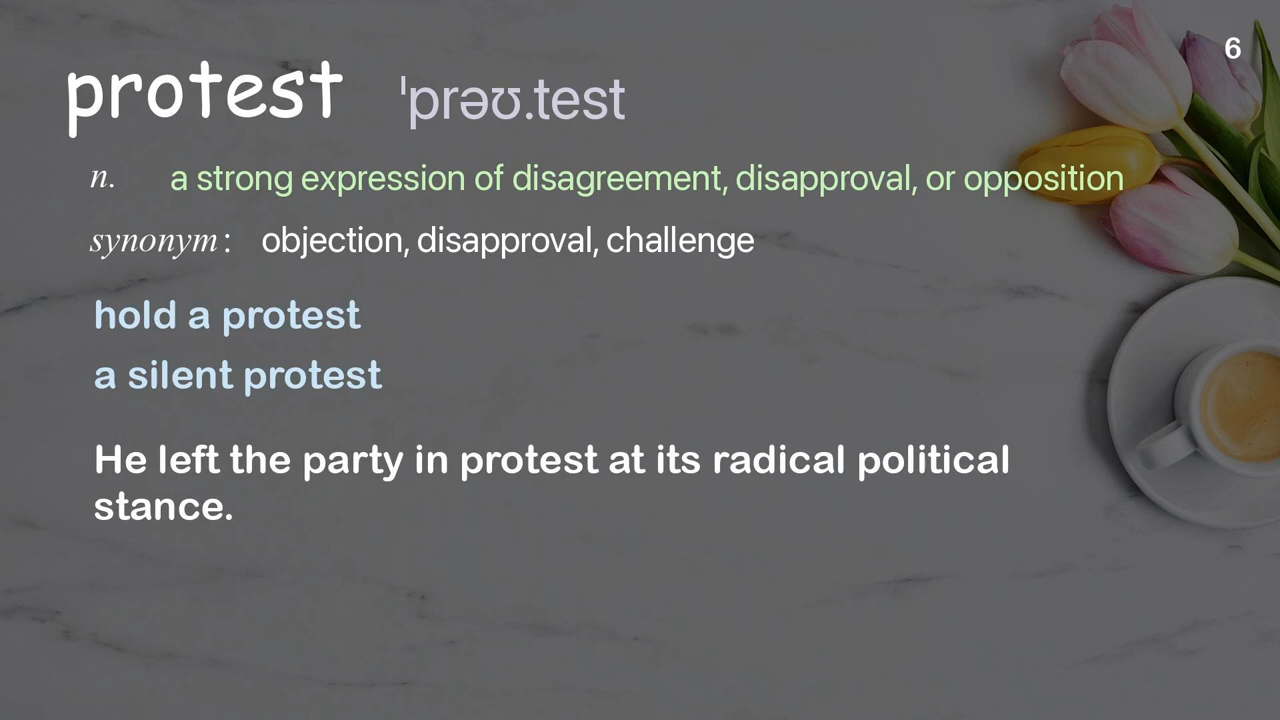 6
protest ˈprəʊ.test
n. a strong expression of disagreement, disapproval, or opposition
synonym: objection, disapproval, challenge
hold a protest
a silent protest
He left the party in protest at its radical political
stance.